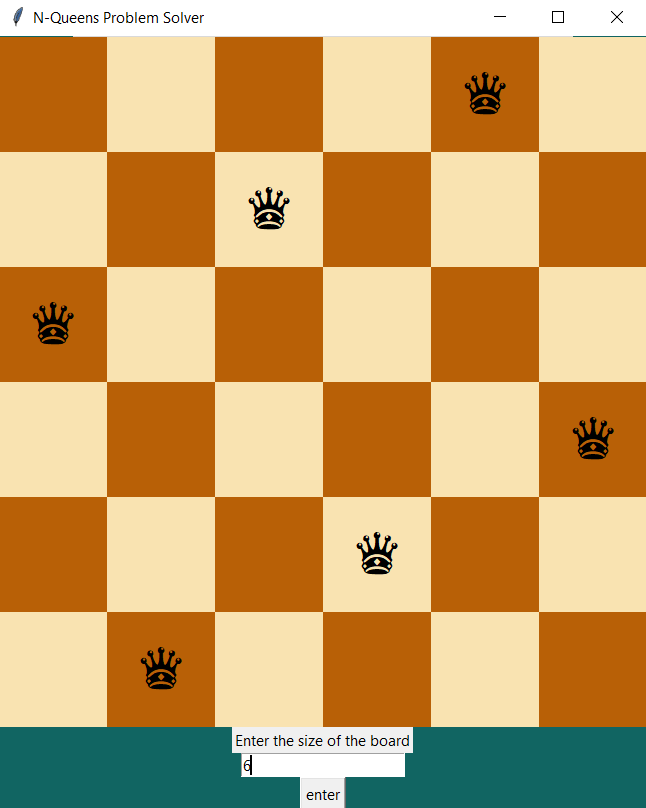 N-Queens Problem Solver
Enter the size of the board
6
enter